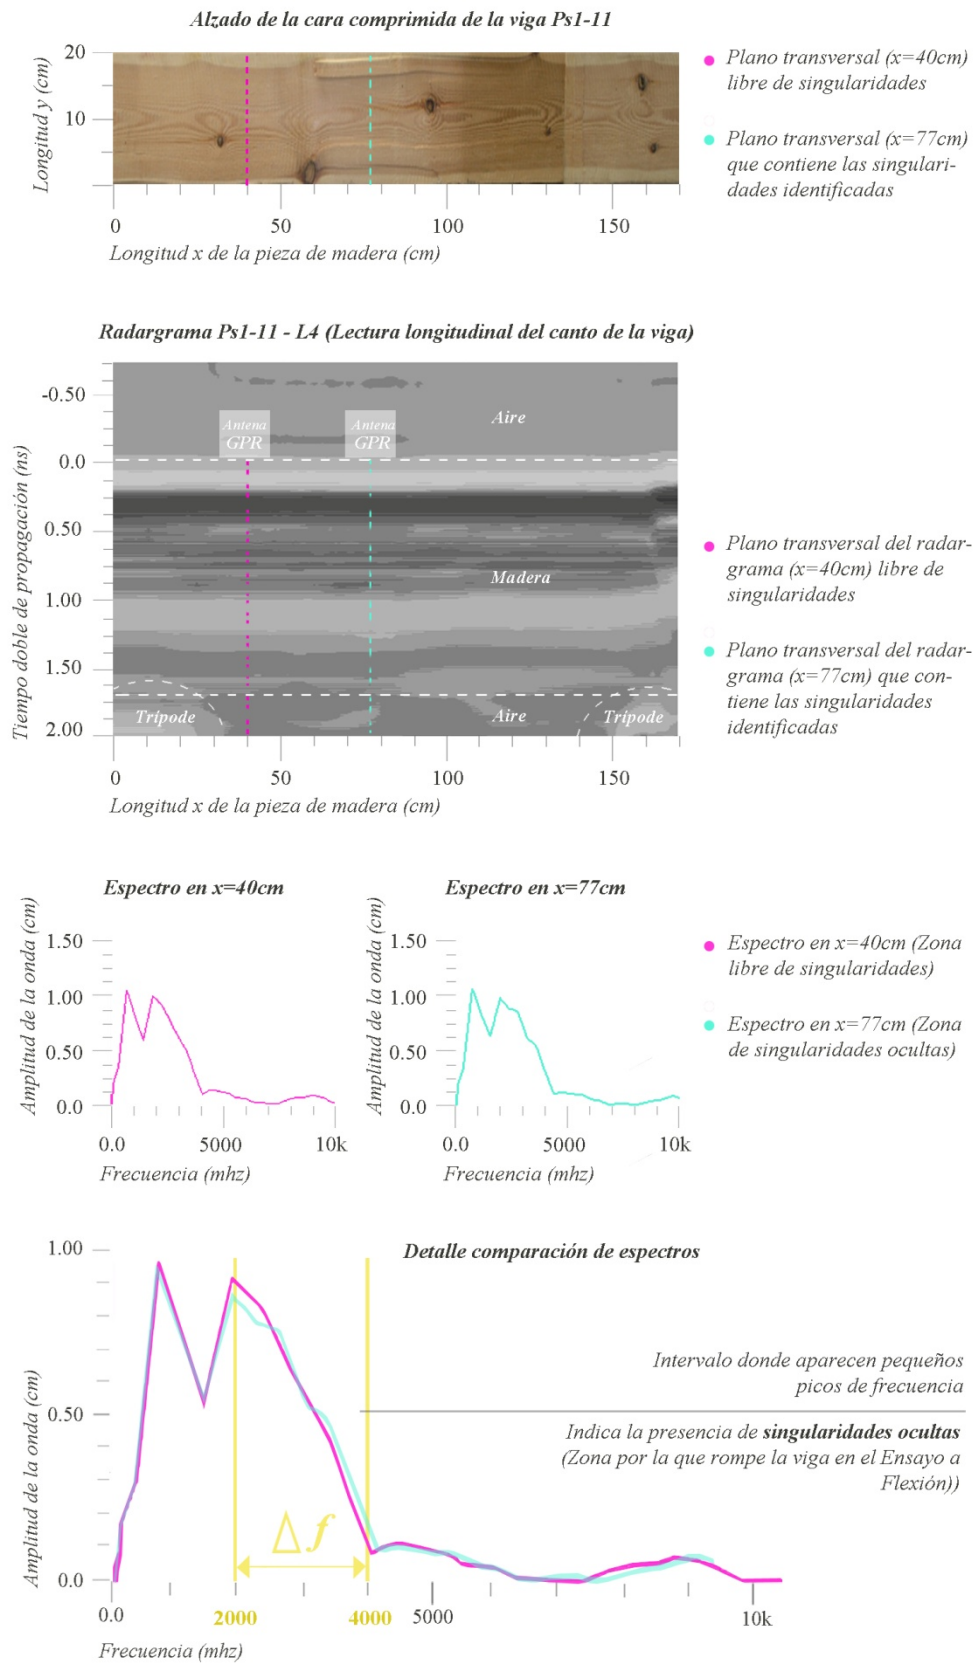 Alzado de la cara comprimida de la viga Ps1-11
Longitud y (cm)
20
10
0
50
100
150
Longitud x de la pieza de madera (cm)
Plano transversal (x=40cm)
libre de singularidades
Plano transversal (x=77cm)
que contiene las singulari-
dades identificadas
Radargrama Ps1-11 - L4 (Lectura longitudinal del canto de la viga)
Tiempo doble de propagación (ns)
-0.50
0.0
0.50
1.00
1.50
2.00
Antena
GPR
Antena
GPR
Aire
Madera
Trípode
Aire
Trípode
0
50
100
150
Longitud x de la pieza de madera (cm)
Plano transversal del radar-
grama (x=40cm) libre de
singularidades
Plano transversal del radar-
grama (x=77cm) que con-
tiene las singularidades
identificadas
Espectro en x=40cm
Amplitud de la onda (cm)
1.50
1.00
0.50
0.0
0.0
5000
10k
Frecuencia (mhz)
Espectro en x=77cm
Amplitud de la onda (cm)
1.50
1.00
0.50
0.0
0.0
5000
10k
Frecuencia (mhz)
Espectro en x=40cm (Zona
libre de singularidades)
Espectro en x=77cm (Zona
de singularidades ocultas)
Detalle comparación de espectros
Amplitud de la onda (cm)
1.00
0.50
0.0
Δf
0.0
2000
4000
5000
10k
Frecuencia (mhz)
Intervalo donde aparecen pequeños
picos de frecuencia
Indica la presencia de singularidades ocultas
(Zona por la que rompe la viga en el Ensayo a
Flexión))